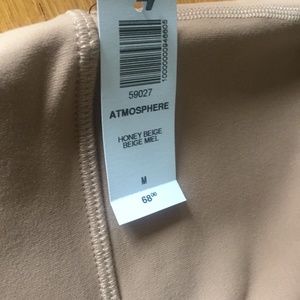 59027
ATMOSPHERE
HONEY BEIGE
BEIGE MIEL
M
68⁰⁰